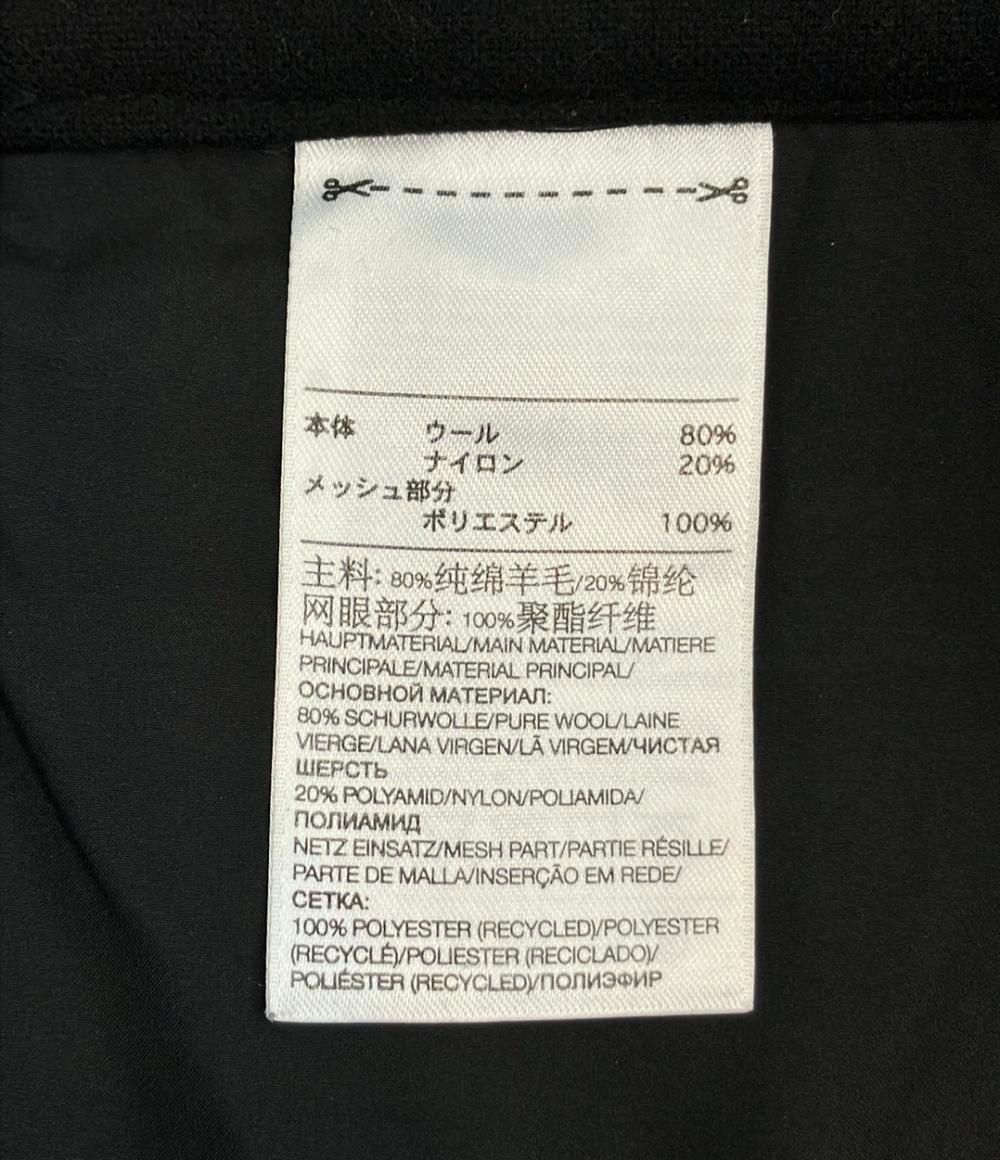 本体 ウール 80%
ナイロン 20%
メッシュ部分
ポリエステル 100%
主料: 80%纯绵羊毛/20%锦纶
网眼部分: 100%聚酯纤维
HAUPTMATERIAL/MAIN MATERIAL/MATIERE
PRINCIPALE/MATERIAL PRINCIPAL/
ОСНОВНОЙ МАТЕРИАЛ:
80% SCHURWOLLE/PURE WOOL/LAINE
VIERGE/LANA VIRGEN/LÃ VIRGEM/ЧИСТАЯ
ШЕРСТЬ
20% POLYAMID/NYLON/POLIAMIDA/
ПОЛИАМИД
NETZ EINSATZ/MESH PART/PARTIE RÉSILLE/
PARTE DE MALLA/INSERÇÃO EM REDE/
СЕТКА:
100% POLYESTER (RECYCLED)/POLYESTER
(RECYCLÉ)/POLIESTER (RECICLADO)/
POLIÉSTER (RECYCLED)/ПОЛИЭФИР